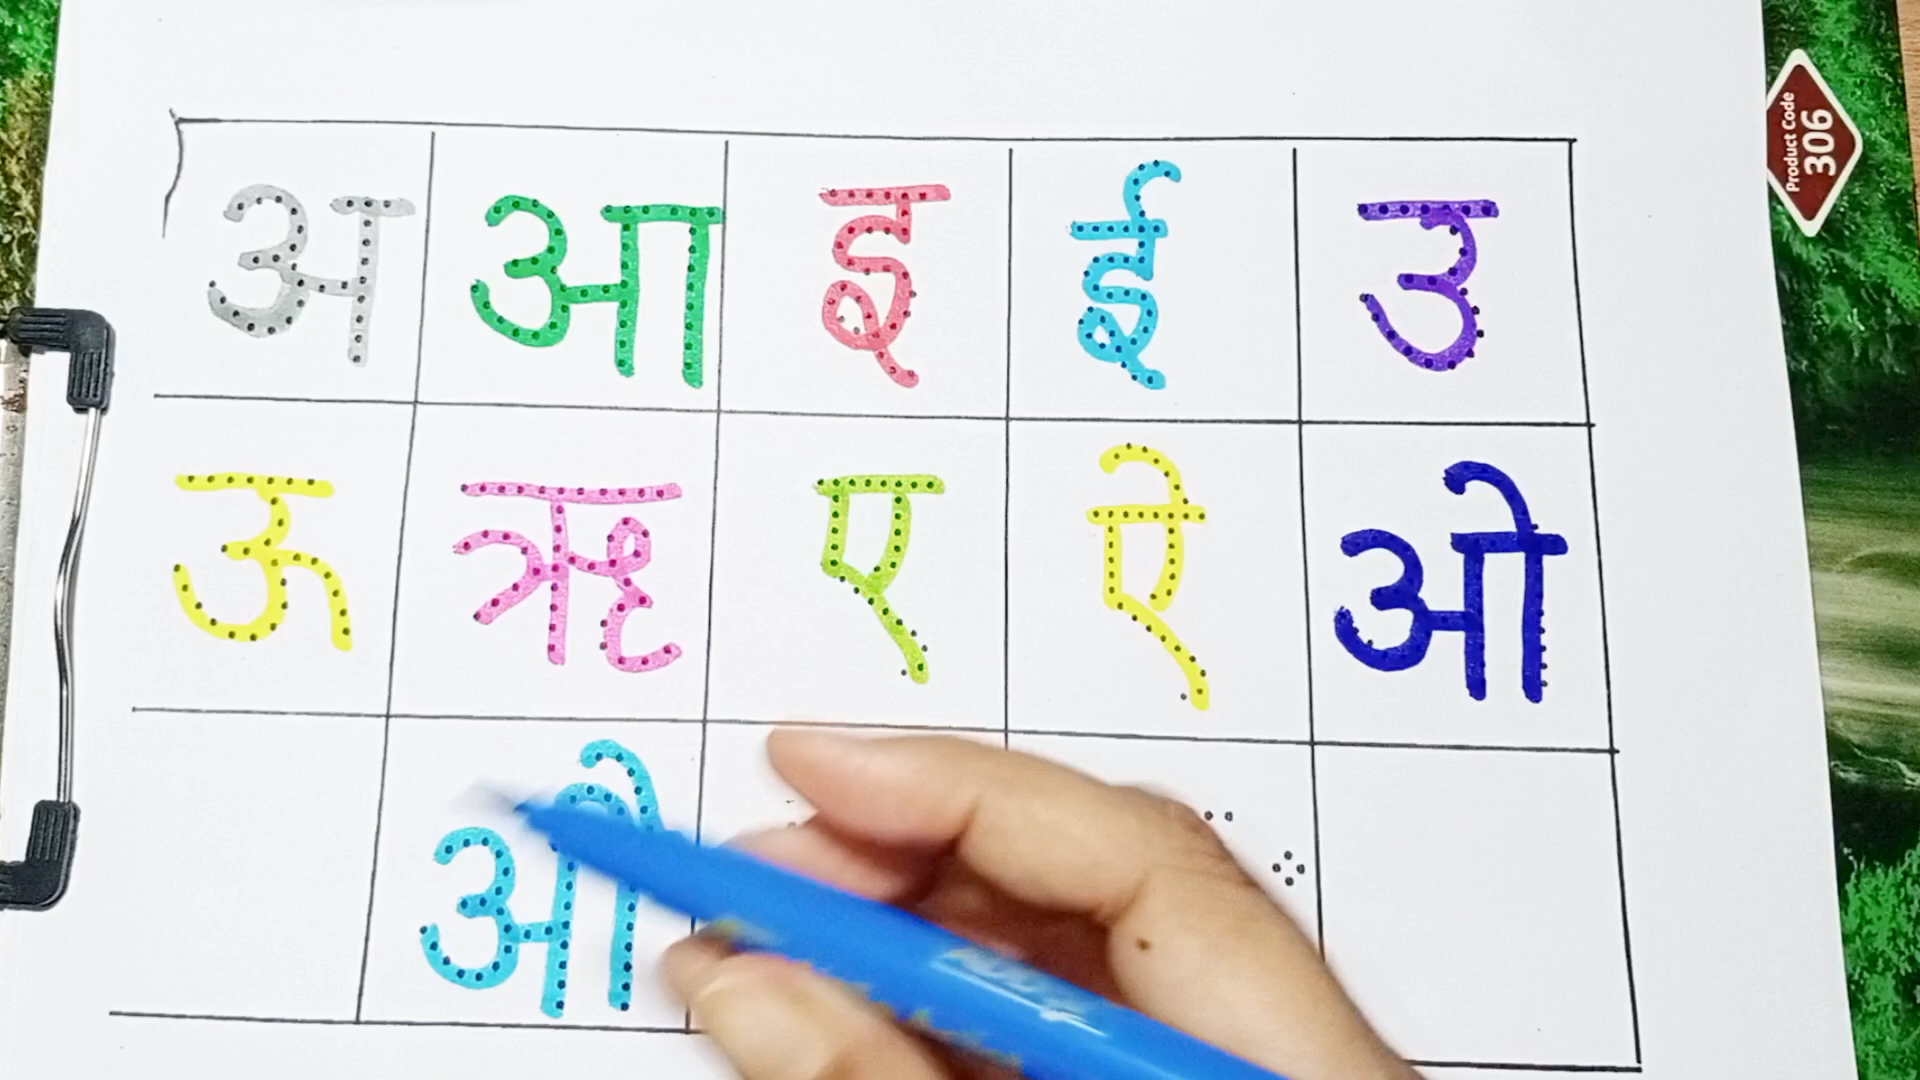 अ आ इ ई उ
ऊ ऋ ए ऐ ओ
औ
Product Code
306